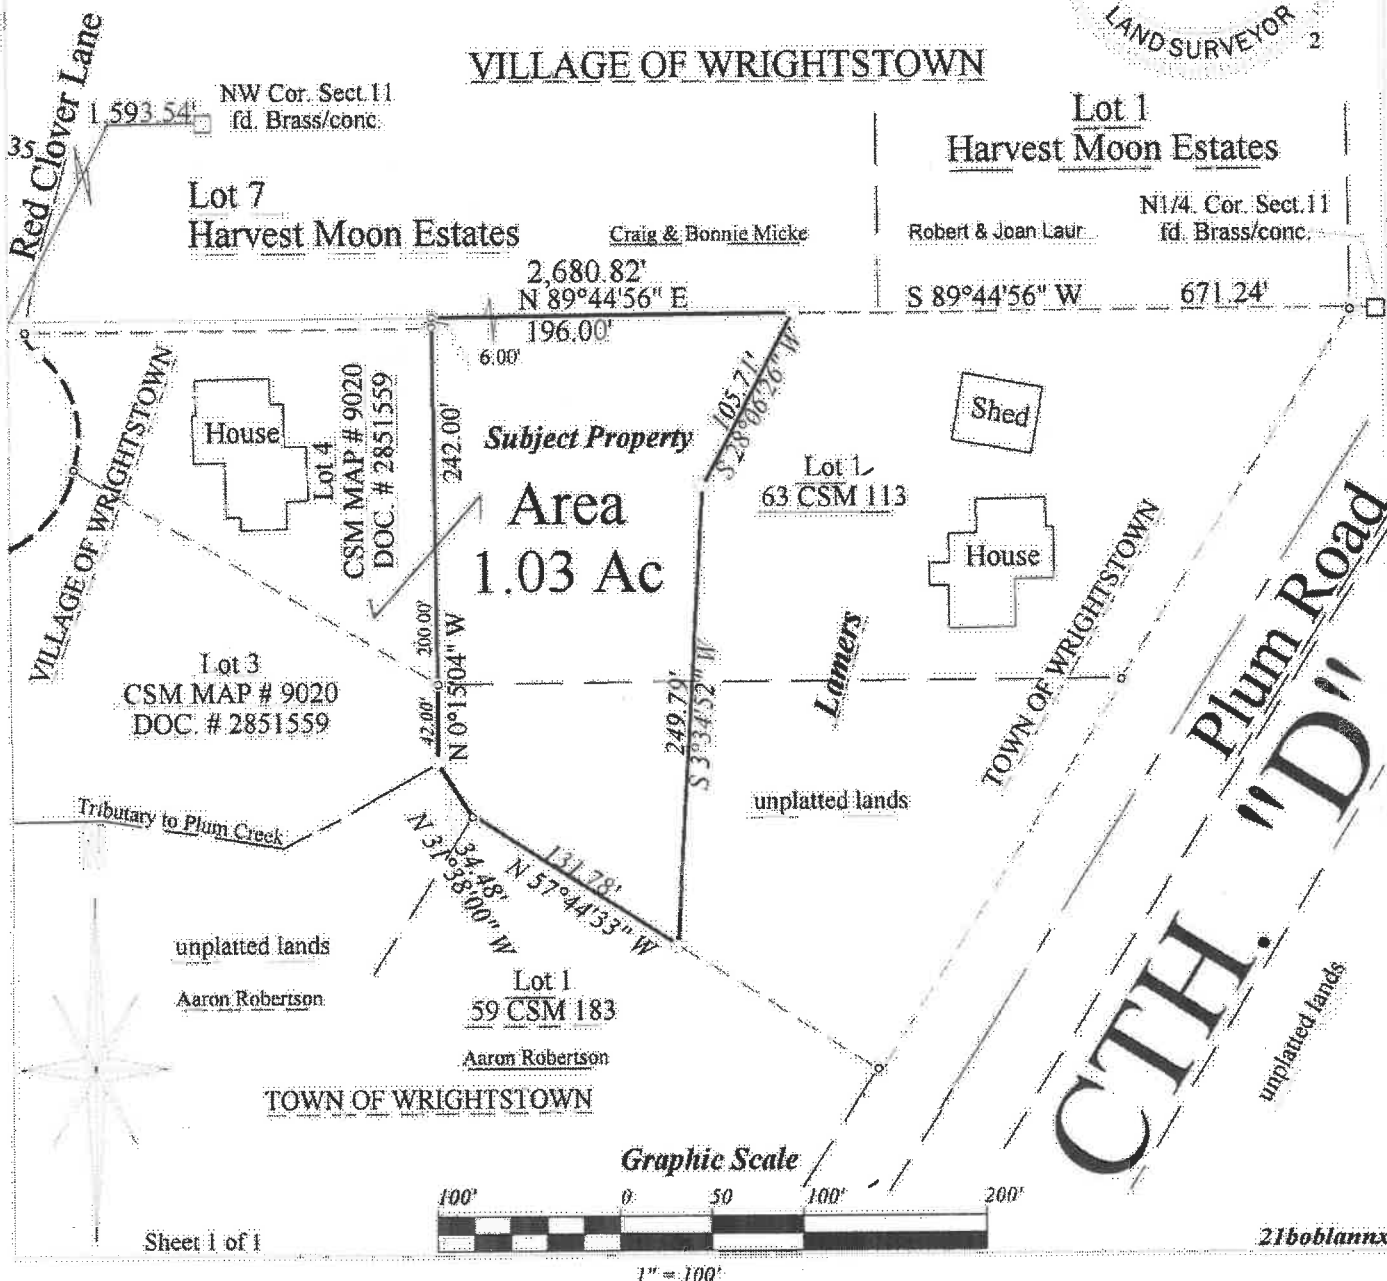 LAND SURVEYOR
2
VILLAGE OF WRIGHTSTOWN
Red Clover Lane
1,593.54'
NW Cor. Sect.11
fd. Brass/conc.
35
Lot 1
Harvest Moon Estates
Lot 7
Harvest Moon Estates
Craig & Bonnie Micke
Robert & Joan Laur
N1/4. Cor. Sect.11
fd. Brass/conc.
2,680.82'
N 89°44'56" E
196.00'
S 89°44'56" W
671.24'
6.00'
VILLAGE OF WRIGHTSTOWN
House
Lot 4
CSM MAP # 9020
DOC. # 2851559
242.00'
Subject Property
Area
1.03 Ac
105.71'
S 28°06'26" W
Lot 1
63 CSM 113
Shed
House
Lamers
TOWN OF WRIGHTSTOWN
Plum Road
CTH. "D"
200.00'
42.00'
N 0°15'04" W
249.79'
S 3°34'52" W
Lot 3
CSM MAP # 9020
DOC. # 2851559
unplatted lands
Tributary to Plum Creek
34.48'
N 31°38'00" W
131.78'
N 57°44'33" W
unplatted lands
Aaron Robertson
Lot 1
59 CSM 183
Aaron Robertson
TOWN OF WRIGHTSTOWN
unplatted lands
Graphic Scale
100' 0 50 100' 200'
1" = 100'
Sheet 1 of 1
21boblannx